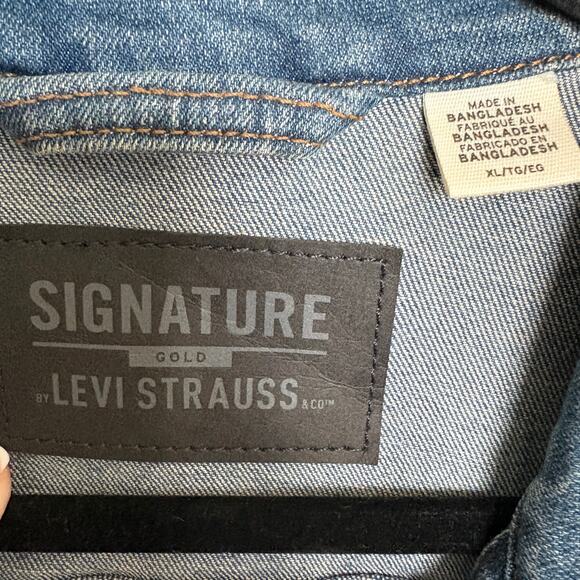 MADE IN
BANGLADESH
FABRIQUÉ AU
BANGLADESH
FABRICADO EN
BANGLADESH
XL/TG/EG
SIGNATURE
GOLD
BY LEVI STRAUSS & CO™